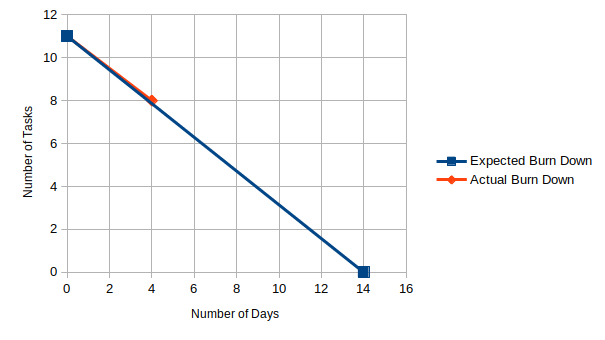 12
10
8
6
4
2
0
0 2 4 6 8 10 12 14 16
Number of Tasks
Number of Days
Expected Burn Down
Actual Burn Down